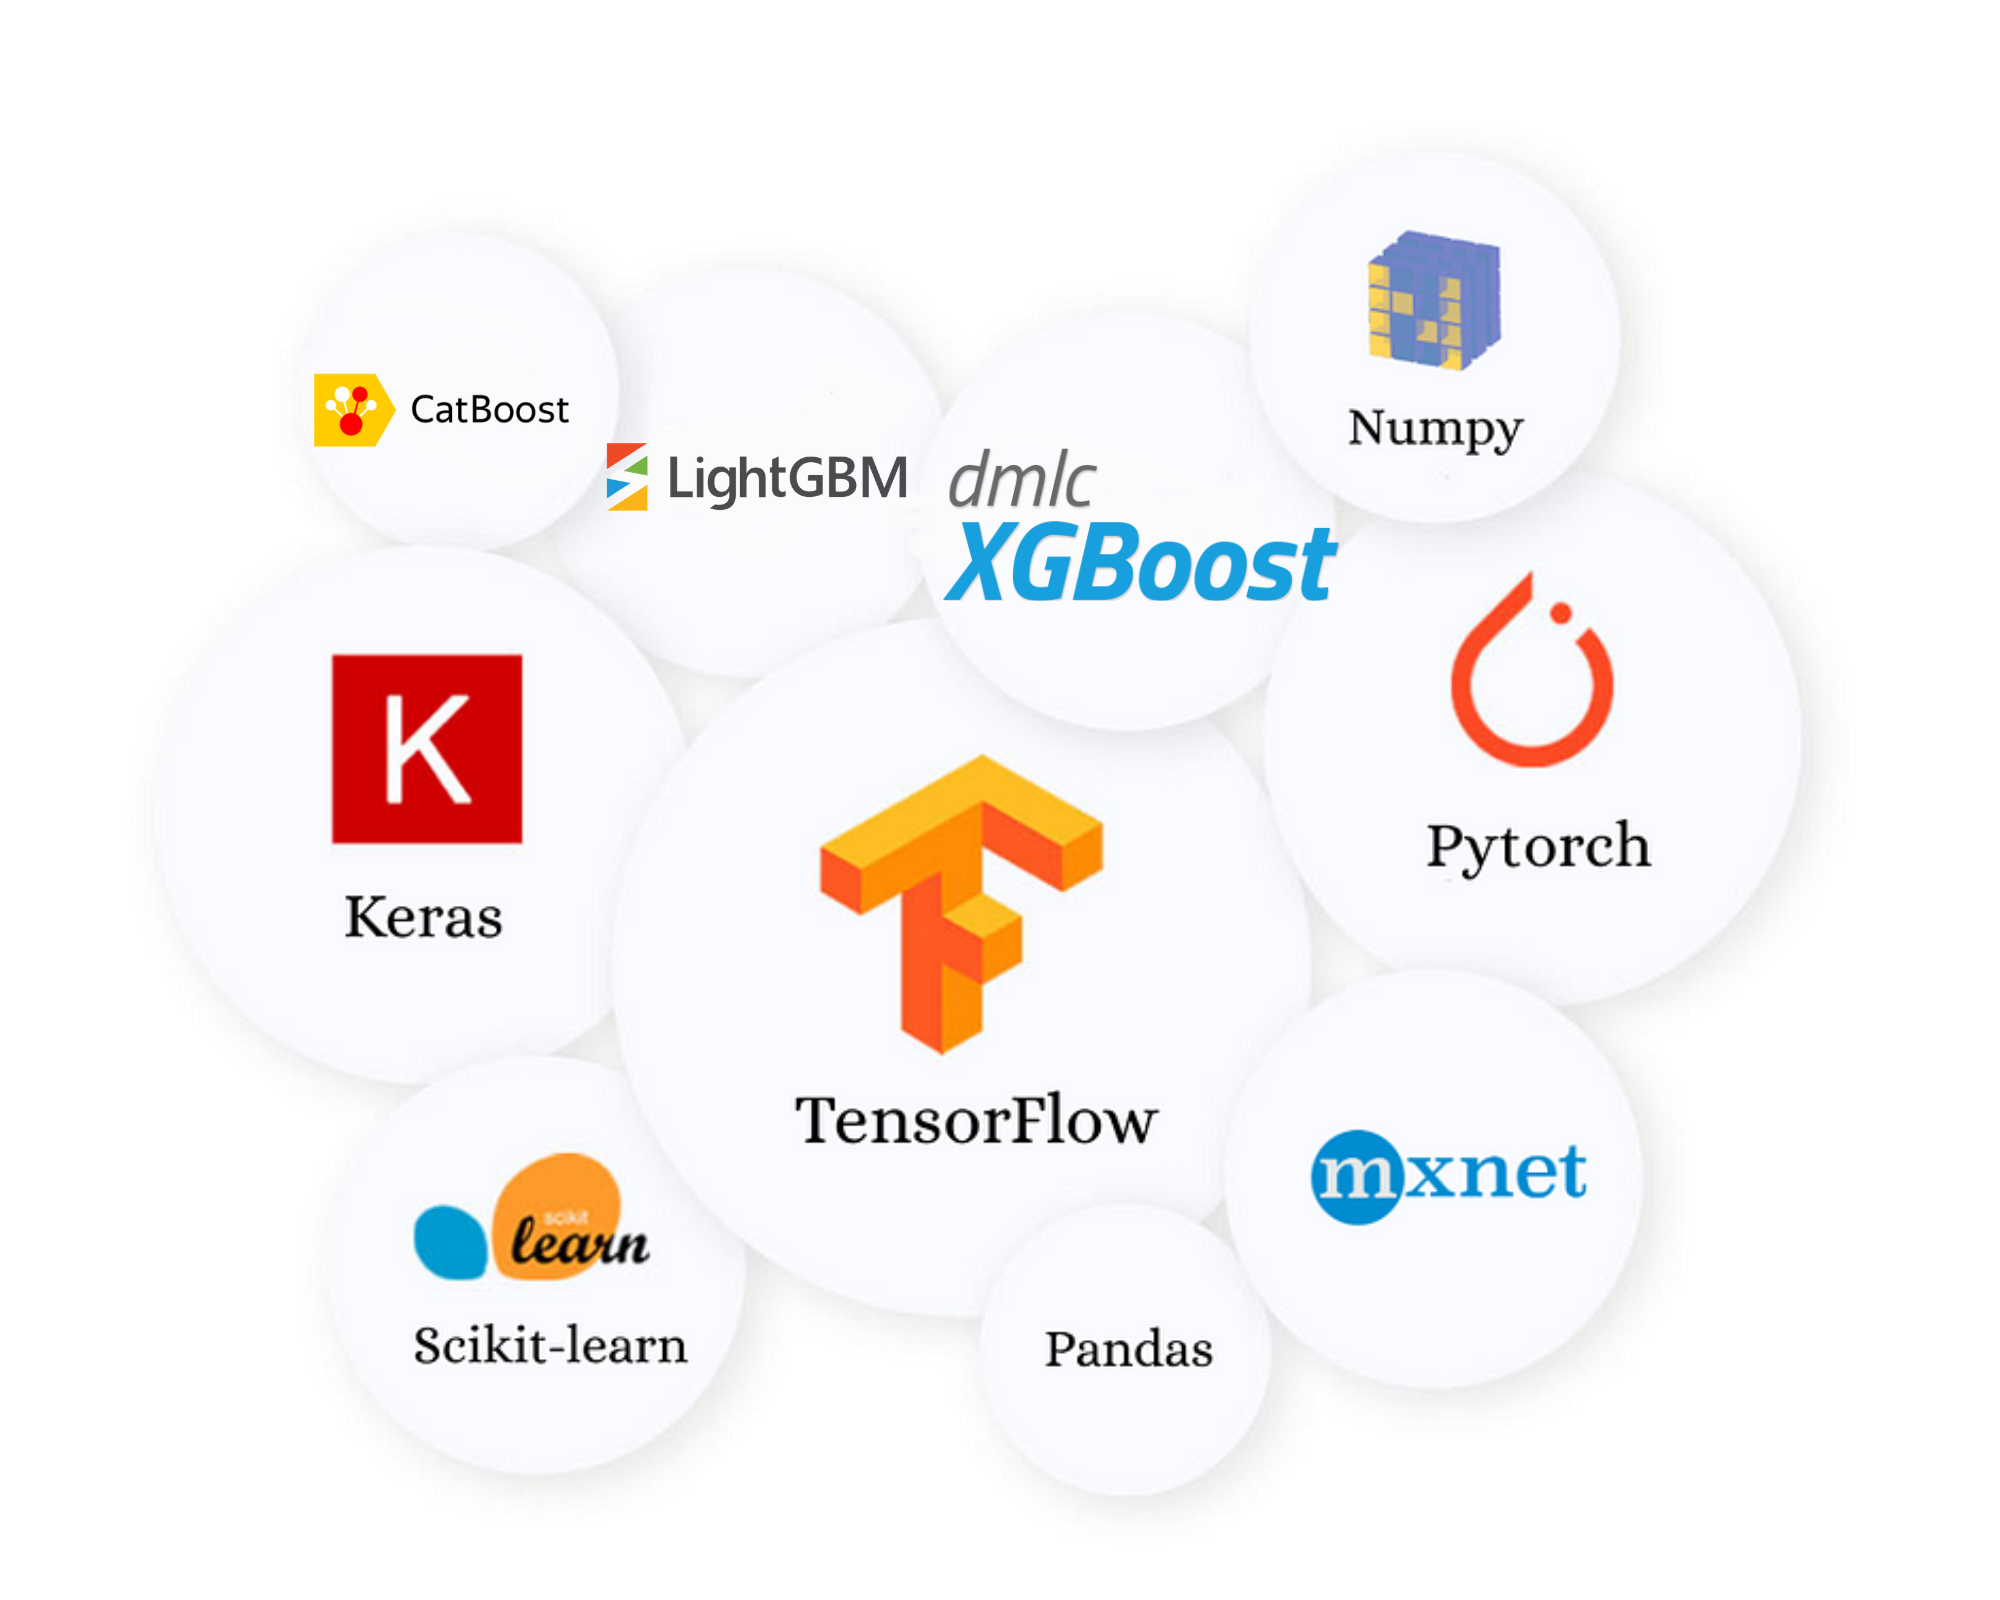 Numpy
CatBoost
LightGBM
dmlc
XGBoost
K
Keras
Pytorch
TensorFlow
mxnet
scikit
learn
Scikit-learn
Pandas